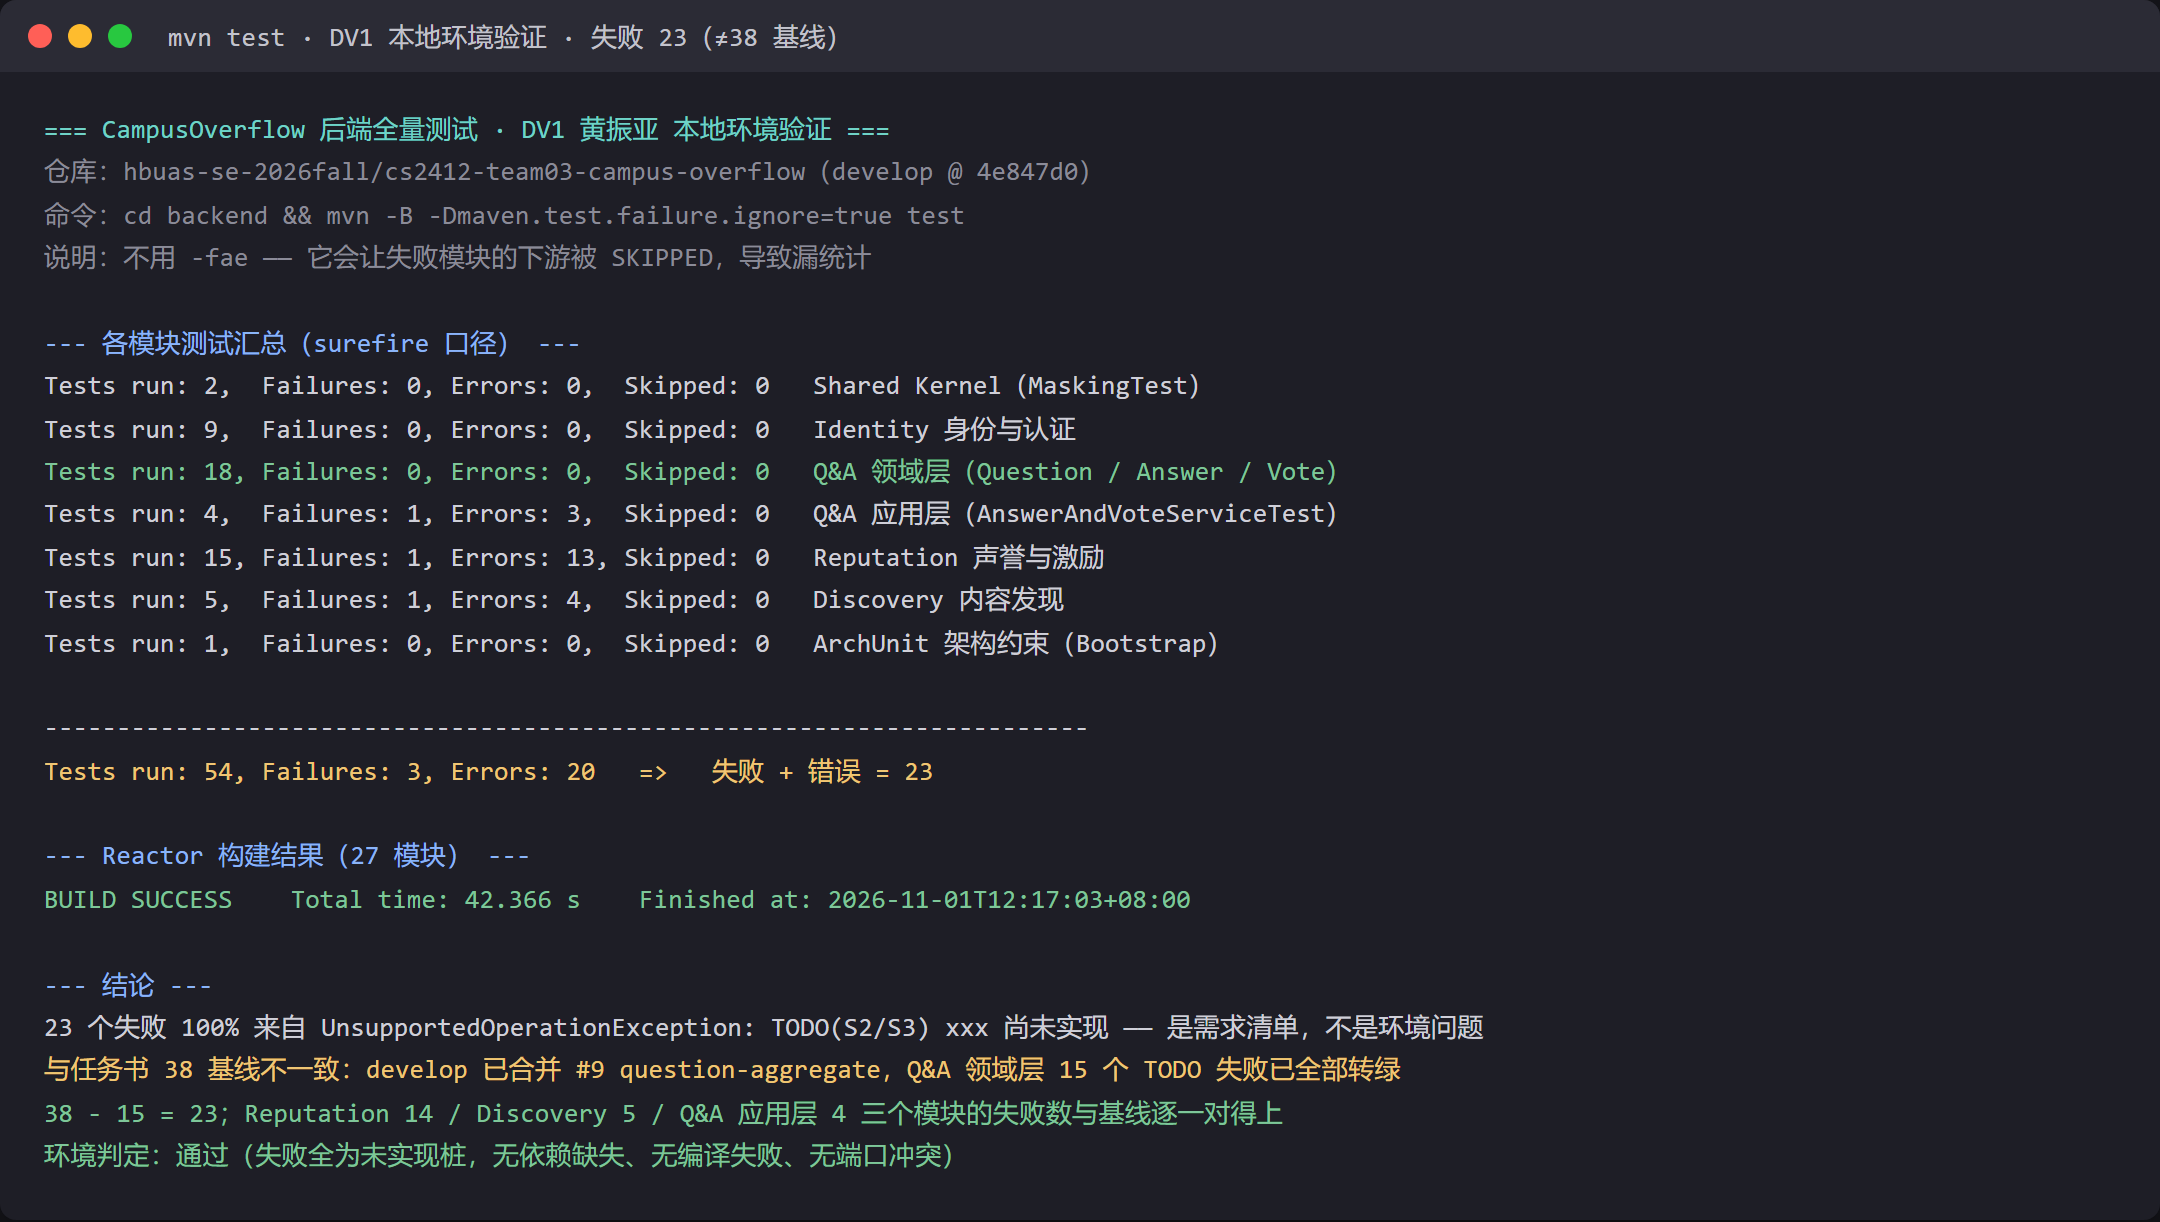 mvn test · DV1 本地环境验证 · 失败 23 (≠38 基线)
=== CampusOverflow 后端全量测试 · DV1 黄振亚 本地环境验证 ===
仓库: hbuas-se-2026fall/cs2412-team03-campus-overflow (develop @ 4e847d0)
命令: cd backend && mvn -B -Dmaven.test.failure.ignore=true test
说明: 不用 -fae —— 它会让失败模块的下游被 SKIPPED, 导致漏统计
--- 各模块测试汇总 (surefire 口径) ---
Tests run: 2, Failures: 0, Errors: 0, Skipped: 0 Shared Kernel (MaskingTest)
Tests run: 9, Failures: 0, Errors: 0, Skipped: 0 Identity 身份与认证
Tests run: 18, Failures: 0, Errors: 0, Skipped: 0 Q&A 领域层 (Question / Answer / Vote)
Tests run: 4, Failures: 1, Errors: 3, Skipped: 0 Q&A 应用层 (AnswerAndVoteServiceTest)
Tests run: 15, Failures: 1, Errors: 13, Skipped: 0 Reputation 声誉与激励
Tests run: 5, Failures: 1, Errors: 4, Skipped: 0 Discovery 内容发现
Tests run: 1, Failures: 0, Errors: 0, Skipped: 0 ArchUnit 架构约束 (Bootstrap)
------------------------------------------------------------------------
Tests run: 54, Failures: 3, Errors: 20 => 失败 + 错误 = 23
--- Reactor 构建结果 (27 模块) ---
BUILD SUCCESS Total time: 42.366 s Finished at: 2026-11-01T12:17:03+08:00
--- 结论 ---
23 个失败 100% 来自 UnsupportedOperationException: TODO(S2/S3) xxx 尚未实现 —— 是需求清单, 不是环境问题
与任务书 38 基线不一致: develop 已合并 #9 question-aggregate, Q&A 领域层 15 个 TODO 失败已全部转绿
38 - 15 = 23; Reputation 14 / Discovery 5 / Q&A 应用层 4 三个模块的失败数与基线逐一对得上
环境判定: 通过 (失败全为未实现桩, 无依赖缺失、无编译失败、无端口冲突)